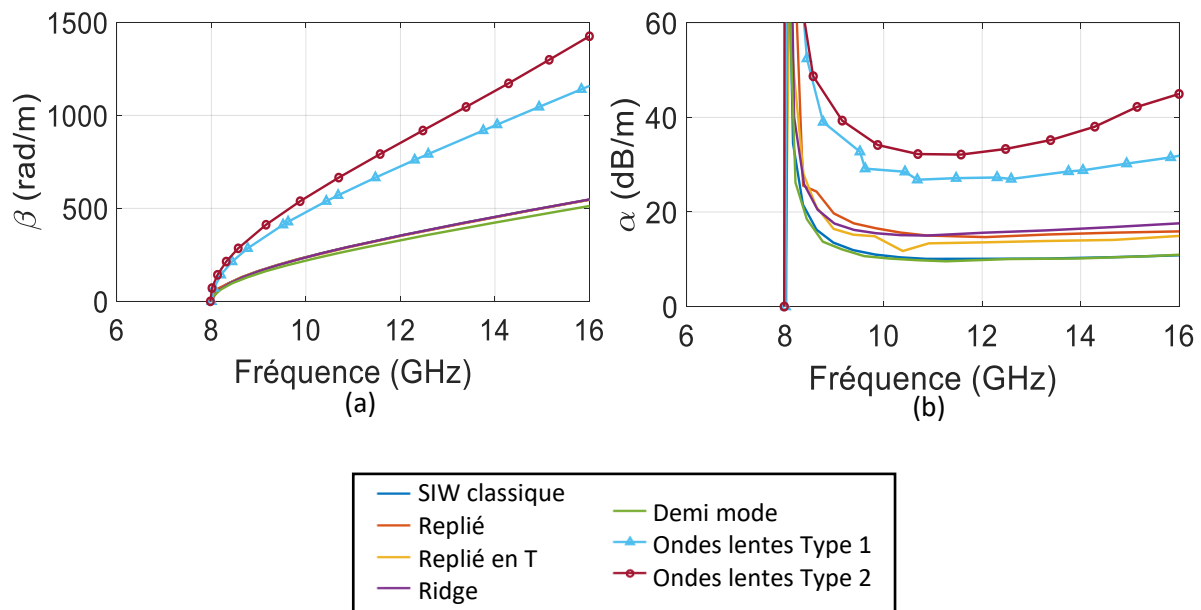 1500
1000
500
0
β (rad/m)
6 8 10 12 14 16
Fréquence (GHz)
(a)
60
40
20
0
α (dB/m)
6 8 10 12 14 16
Fréquence (GHz)
(b)
SIW classique
Replié
Replié en T
Ridge
Demi mode
Ondes lentes Type 1
Ondes lentes Type 2